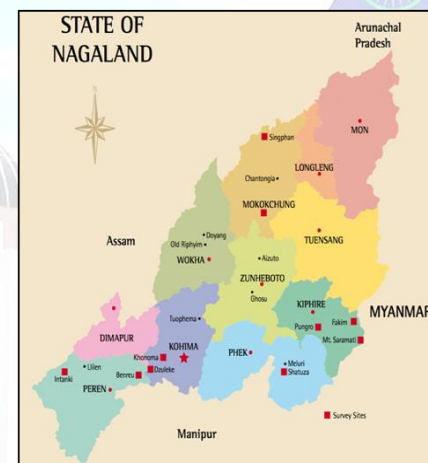 STATE OF
NAGALAND
Arunachal
Pradesh
MON
Singphan
LONGLENG
Chantongia
MOKOKCHUNG
Assam
Doyang
Old Riphyim
WOKHA
Aizuto
TUENSANG
ZUNHEBOTO
Ghosu
KIPHIRE
MYANMAR
Fakim
Pungro
Mt. Saramati
Tuophema
DIMAPUR
KOHIMA
PHEK
Khonoma
Dzuleke
Meluri
Shatuza
Intanki
Lilen
Benreu
PEREN
Survey Sites
Manipur